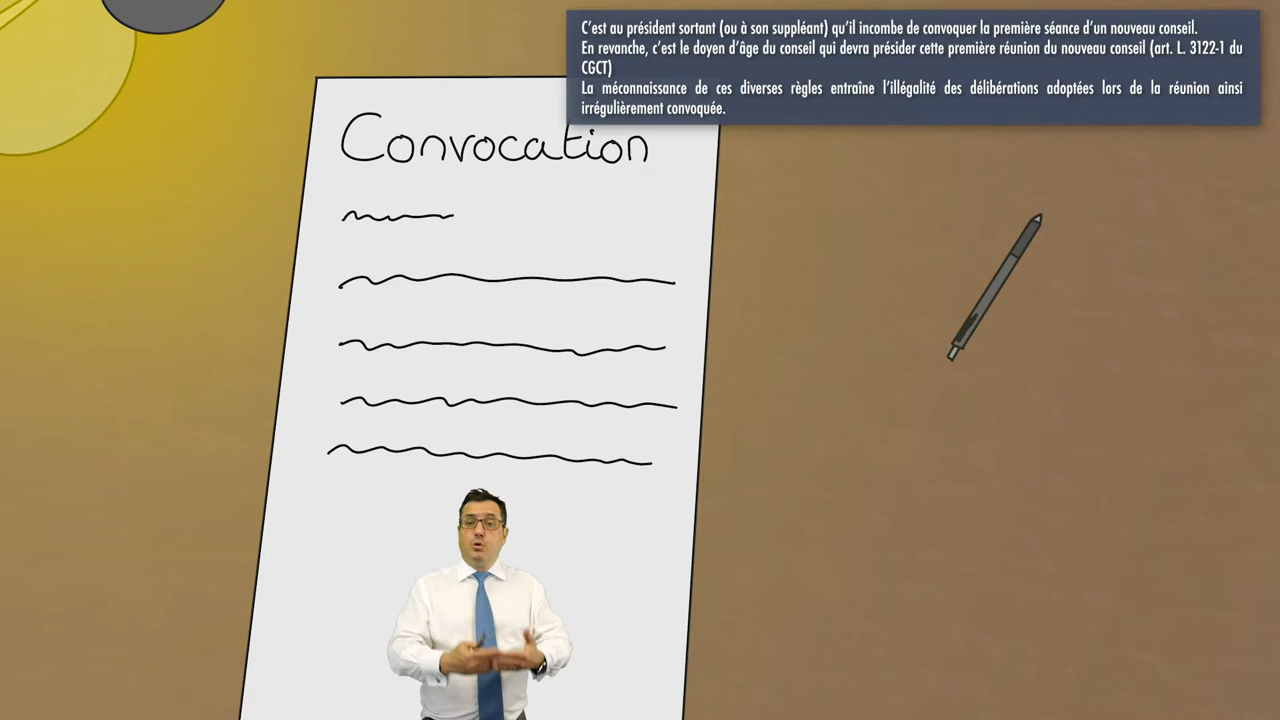 C’est au président sortant (ou à son suppléant) qu’il incombe de convoquer la première séance d’un nouveau conseil.
En revanche, c’est le doyen d’âge du conseil qui devra présider cette première réunion du nouveau conseil (art. L. 3122-1 du
CGCT)
La méconnaissance de ces diverses règles entraîne l’illégalité des délibérations adoptées lors de la réunion ainsi
irrégulièrement convoquée.
Convocation